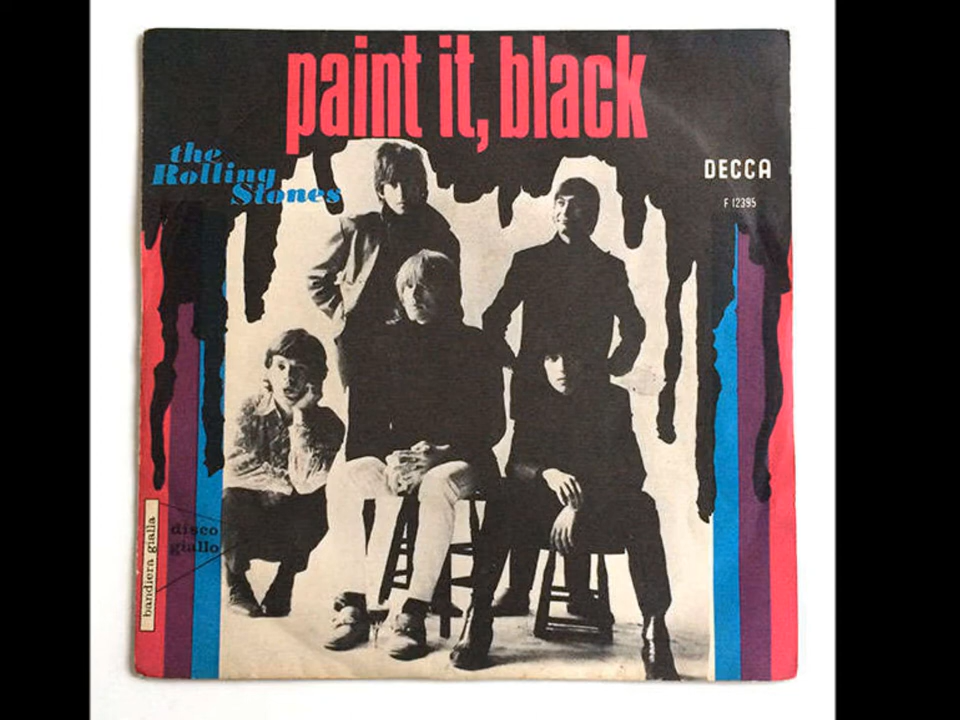 paint it, black
the
Rolling
Stones
DECCA
F 12395
disco
giallo
bandiera gialla